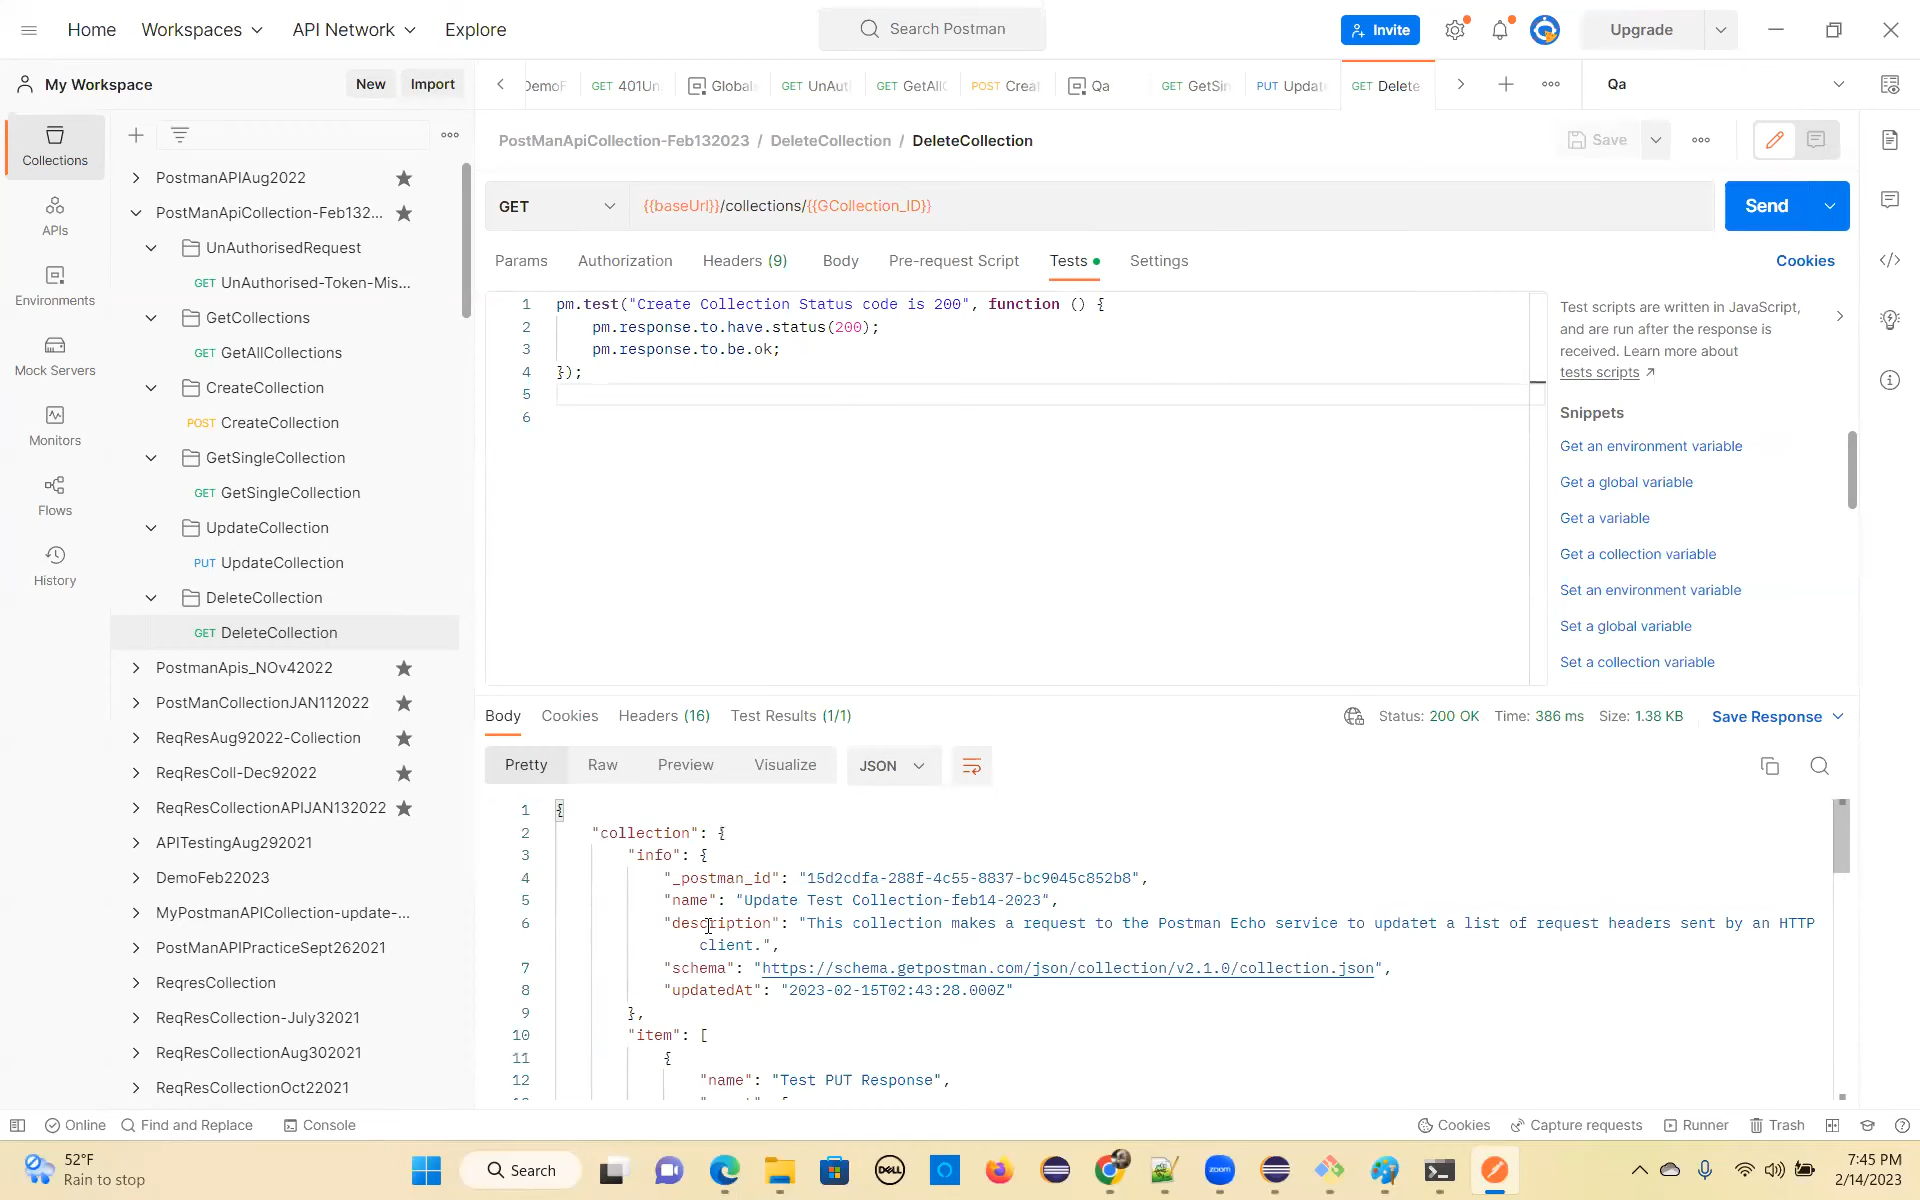 Home Workspaces API Network Explore Search Postman Invite Upgrade
My Workspace New Import
DemoF GET 401Un GET UnAut GET GetAllC POST Crea Qa GET GetSin PUT Updat GET Delete Qa
Global
Collections
APIs
Environments
Mock Servers
Monitors
Flows
History
PostmanAPIAug2022
PostManApiCollection-Feb132...
UnAuthorisedRequest
GET UnAuthorised-Token-Mis...
GetCollections
GET GetAllCollections
CreateCollection
POST CreateCollection
GetSingleCollection
GET GetSingleCollection
UpdateCollection
PUT UpdateCollection
DeleteCollection
GET DeleteCollection
PostmanApis_NOv42022
PostManCollectionJAN112022
ReqResAug92022-Collection
ReqResColl-Dec92022
ReqResCollectionAPIJAN132022
APITestingAug292021
DemoFeb22023
MyPostmanAPICollection-update-...
PostManAPIPracticeSept262021
ReqresCollection
ReqResCollection-July32021
ReqResCollectionAug302021
ReqResCollectionOct22021
PostManApiCollection-Feb132023 / DeleteCollection / DeleteCollection Save
GET {{baseUrl}}/collections/{{GCollection_ID}} Send
Params Authorization Headers (9) Body Pre-request Script Tests Settings Cookies
1 pm.test("Create Collection Status code is 200", function () {
2 pm.response.to.have.status(200);
3 pm.response.to.be.ok;
4 });
5
6
Test scripts are written in JavaScript,
and are run after the response is
received. Learn more about
tests scripts ↗
Snippets
Get an environment variable
Get a global variable
Get a variable
Get a collection variable
Set an environment variable
Set a global variable
Set a collection variable
Body Cookies Headers (16) Test Results (1/1) Status: 200 OK Time: 386 ms Size: 1.38 KB Save Response
Pretty Raw Preview Visualize JSON
1 {
2 "collection": {
3 "info": {
4 "_postman_id": "15d2cdfa-288f-4c55-8837-bc9045c852b8",
5 "name": "Update Test Collection-feb14-2023",
6 "description": "This collection makes a request to the Postman Echo service to updatet a list of request headers sent by an HTTP
client.",
7 "schema": "https://schema.getpostman.com/json/collection/v2.1.0/collection.json",
8 "updatedAt": "2023-02-15T02:43:28.000Z"
9 },
10 "item": [
11 {
12 "name": "Test PUT Response",
Online Find and Replace Console Cookies Capture requests Runner Trash
52°F
Rain to stop
Search
DELL
zoom
7:45 PM
2/14/2023